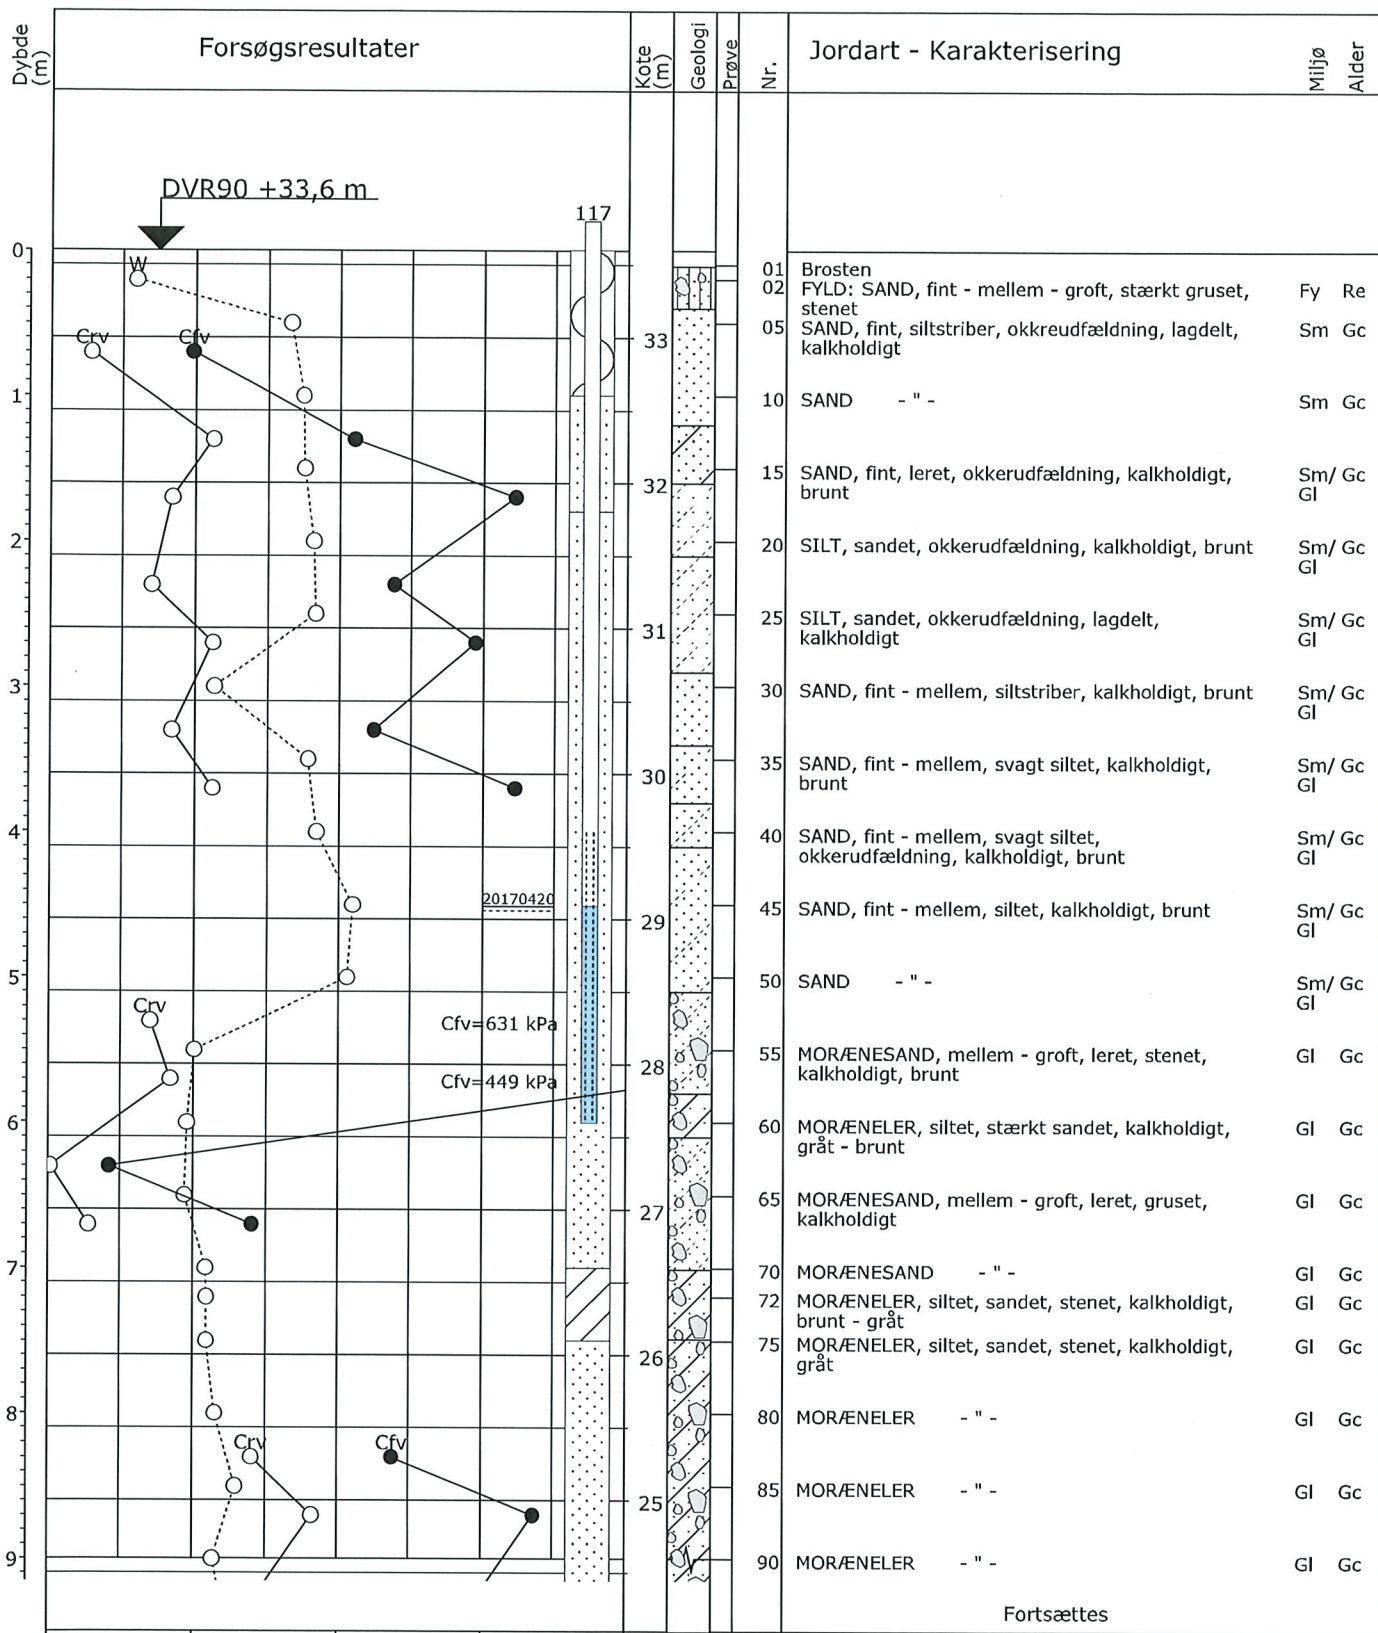 Dybde (m)
Forsøgsresultater
Kote (m)
Geologi
Prøve
Nr.
Jordart - Karakterisering
Miljø
Alder
DVR90 +33,6 m
117
0
W
01 Brosten
02 FYLD: SAND, fint - mellem - groft, stærkt gruset, Fy Re
stenet
Crv Cfv
33
05 SAND, fint, siltstriber, okkreudfældning, lagdelt, Sm Gc
kalkholdigt
1
10 SAND - " - Sm Gc
15 SAND, fint, leret, okkerudfældning, kalkholdigt, Sm/ Gc
brunt Gl
32
2
20 SILT, sandet, okkerudfældning, kalkholdigt, brunt Sm/ Gc
Gl
25 SILT, sandet, okkerudfældning, lagdelt, Sm/ Gc
kalkholdigt Gl
31
3
30 SAND, fint - mellem, siltstriber, kalkholdigt, brunt Sm/ Gc
Gl
35 SAND, fint - mellem, svagt siltet, kalkholdigt, Sm/ Gc
brunt Gl
30
4
40 SAND, fint - mellem, svagt siltet, Sm/ Gc
okkerudfældning, kalkholdigt, brunt Gl
20170420
29
45 SAND, fint - mellem, siltet, kalkholdigt, brunt Sm/ Gc
Gl
5
50 SAND - " - Sm/ Gc
Gl
Crv
Cfv=631 kPa
55 MORÆNESAND, mellem - groft, leret, stenet, Gl Gc
kalkholdigt, brunt
28
Cfv=449 kPa
6
60 MORÆNELER, siltet, stærkt sandet, kalkholdigt, Gl Gc
gråt - brunt
65 MORÆNESAND, mellem - groft, leret, gruset, Gl Gc
kalkholdigt
27
7
70 MORÆNESAND - " - Gl Gc
72 MORÆNELER, siltet, sandet, stenet, kalkholdigt, Gl Gc
brunt - gråt
75 MORÆNELER, siltet, sandet, stenet, kalkholdigt, Gl Gc
gråt
26
8
80 MORÆNELER - " - Gl Gc
Crv Cfv
85 MORÆNELER - " - Gl Gc
25
9
90 MORÆNELER - " - Gl Gc
Fortsættes